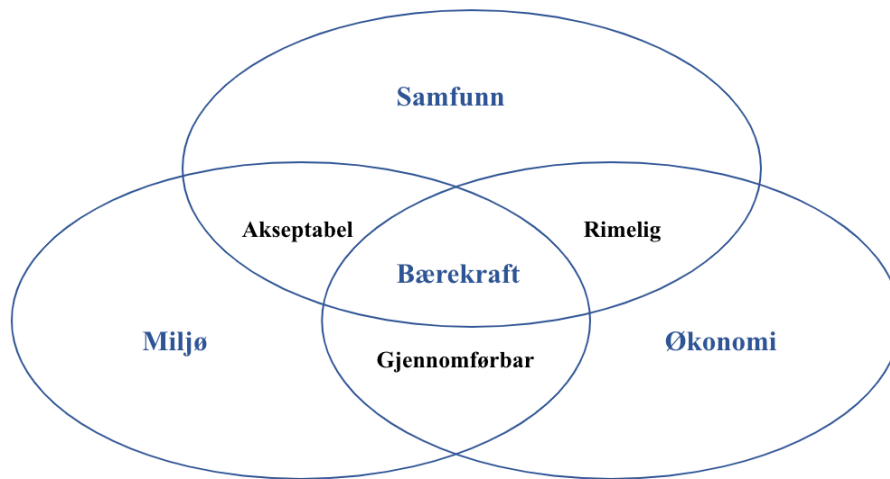 Samfunn
Akseptabel
Rimelig
Bærekraft
Miljø
Økonomi
Gjennomførbar